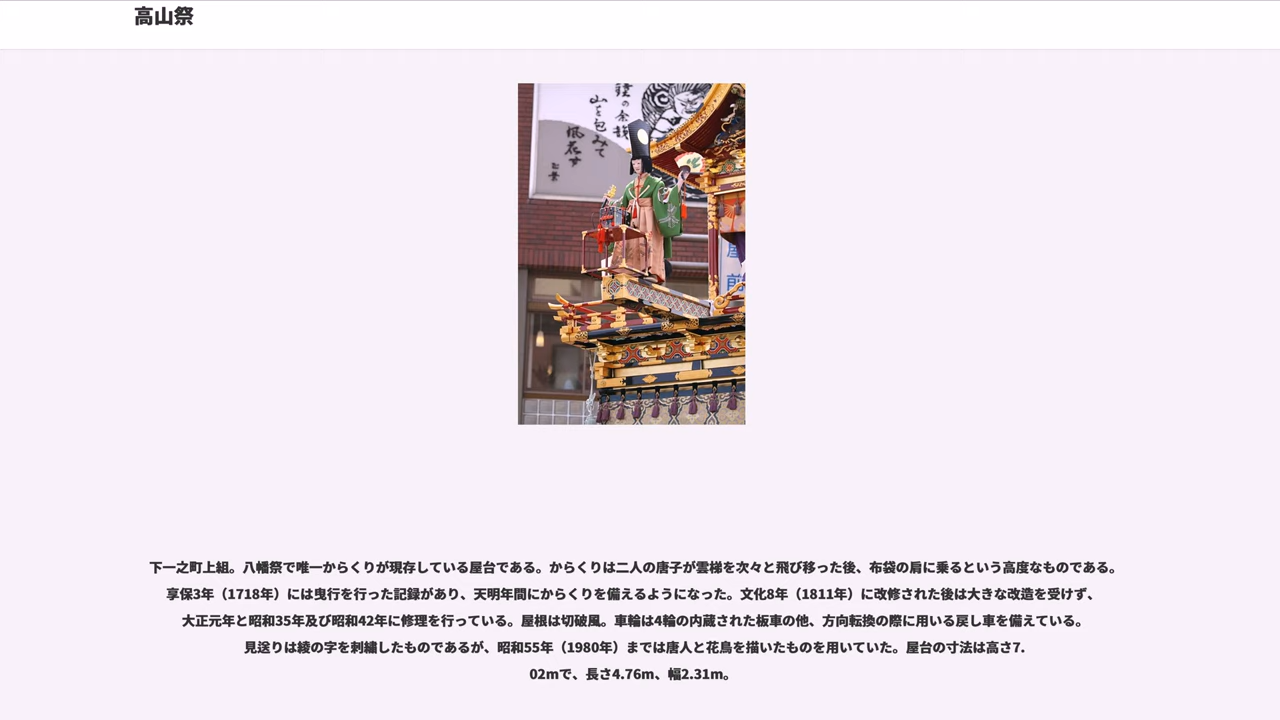 高山祭
山を包みて
風花す
下一之町上組。八幡祭で唯一からくりが現存している屋台である。からくりは二人の唐子が雲梯を次々と飛び移った後、布袋の肩に乗るという高度なものである。
享保3年（1718年）には曳行を行った記録があり、天明年間にからくりを備えるようになった。文化8年（1811年）に改修された後は大きな改造を受けず、
大正元年と昭和35年及び昭和42年に修理を行っている。屋根は切破風。車輪は4輪の内蔵された板車の他、方向転換の際に用いる戻し車を備えている。
見送りは綾の字を刺繡したものであるが、昭和55年（1980年）までは唐人と花鳥を描いたものを用いていた。屋台の寸法は高さ7.
02mで、長さ4.76m、幅2.31m。